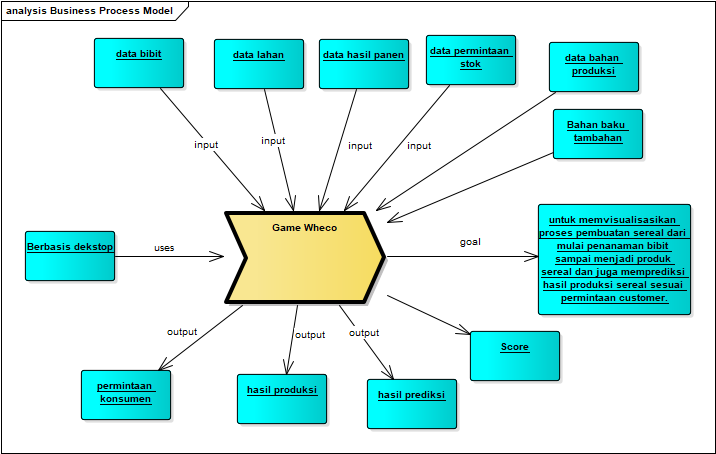 analysis Business Process Model
data bibit
data lahan
data hasil panen
data permintaan
stok
data bahan
produksi
Bahan baku
tambahan
input
input
input
input
Game Wheco
Berbasis dekstop
uses
goal
untuk memvisualisasikan
proses pembuatan sereal dari
mulai penanaman bibit
sampai menjadi produk
sereal dan juga memprediksi
hasil produksi sereal sesuai
permintaan customer.
output
output
output
permintaan
konsumen
hasil produksi
hasil prediksi
Score